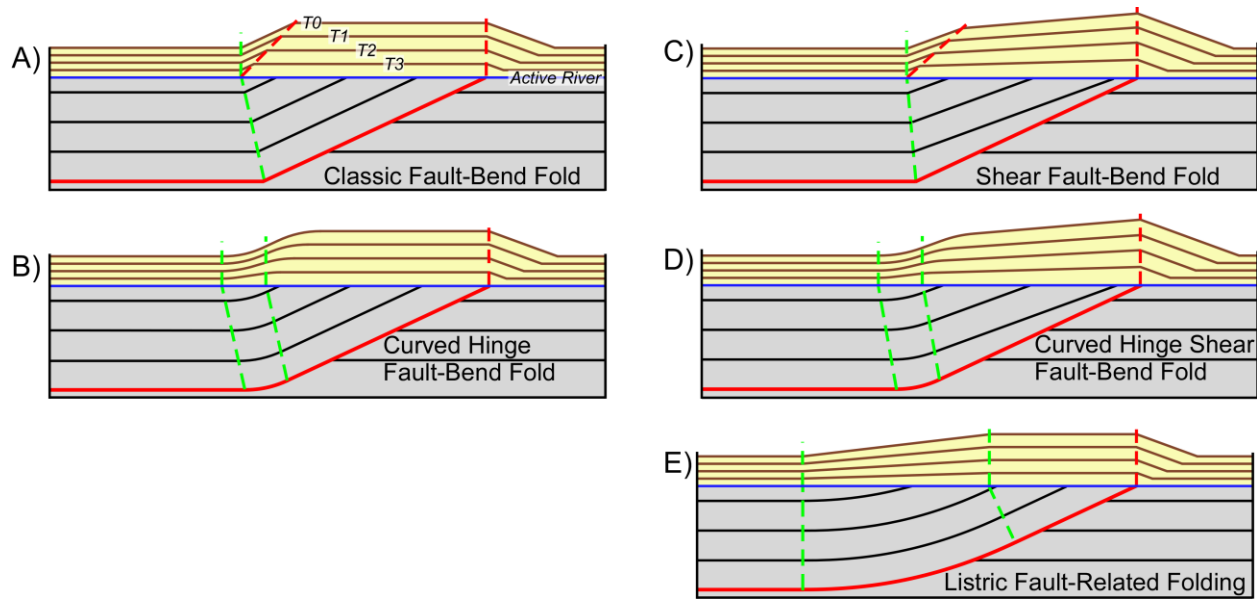 A)
T0
T1
T2
T3
Active River
Classic Fault-Bend Fold
B)
Curved Hinge
Fault-Bend Fold
C)
Shear Fault-Bend Fold
D)
Curved Hinge Shear
Fault-Bend Fold
E)
Listric Fault-Related Folding